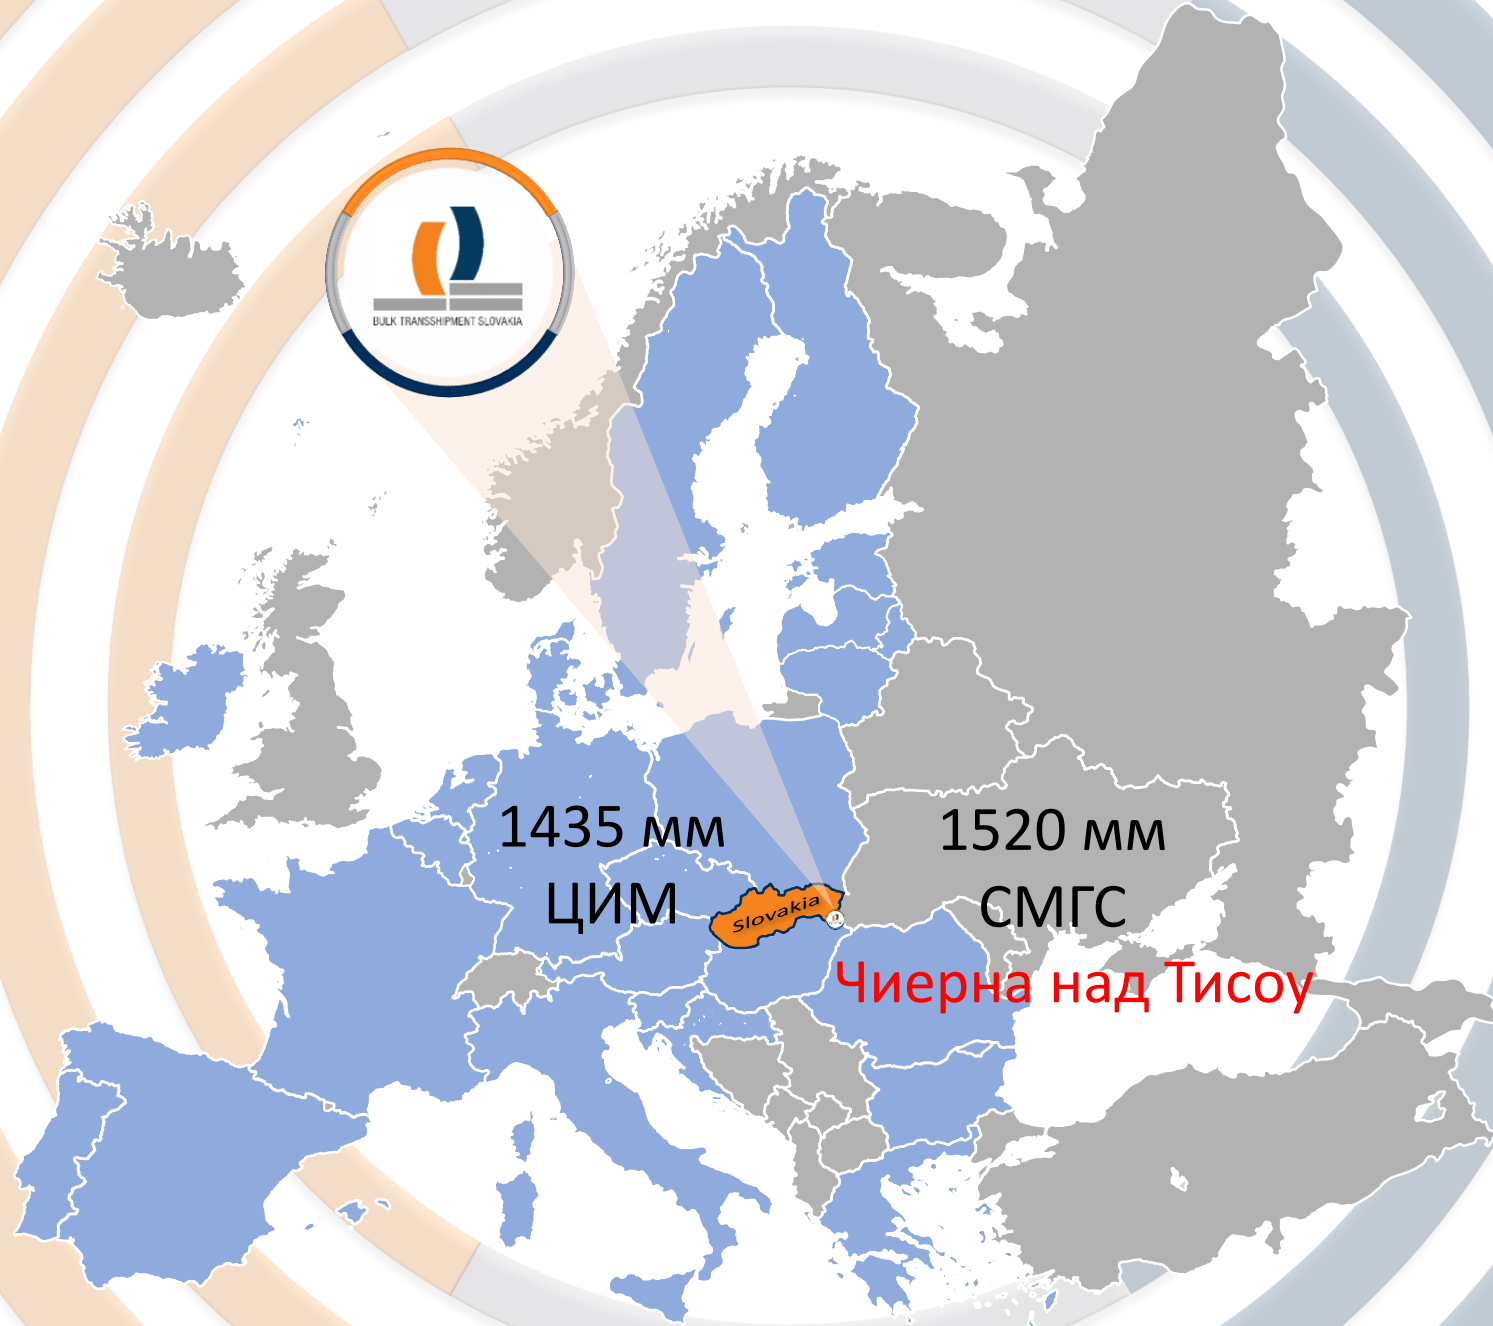 BULK TRANSSHIPMENT SLOVAKIA
1435 мм
ЦИМ
1520 мм
СМГС
Slovakia
Чиерна над Тисоу